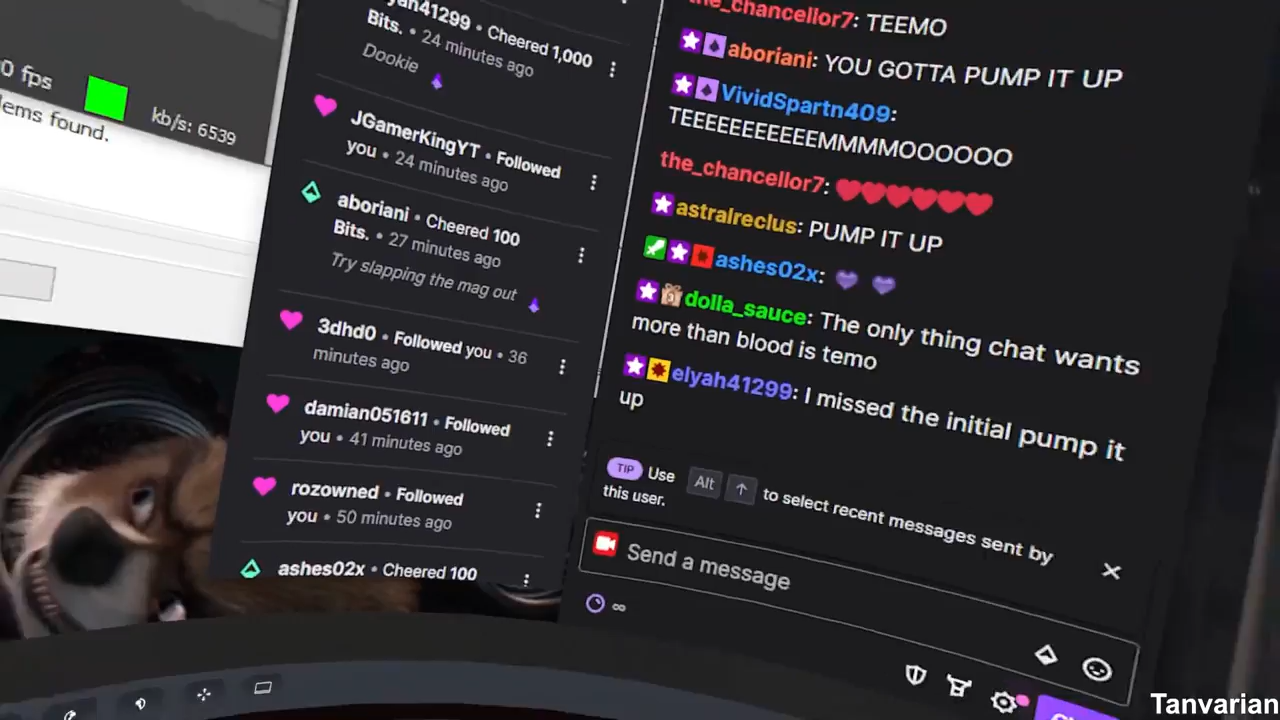 0 fps
kb/s: 6539
ems found.
yah41299 • Cheered 1,000
Bits. • 24 minutes ago
Dookie
JGamerKingYT • Followed
you • 24 minutes ago
aboriani • Cheered 100
Bits. • 27 minutes ago
Try slapping the mag out
3dhd0 • Followed you • 36
minutes ago
damian051611 • Followed
you • 41 minutes ago
rozowned • Followed
you • 50 minutes ago
ashes02x • Cheered 100
the_chancellor7: TEEMO
aboriani: YOU GOTTA PUMP IT UP
VividSpartn409:
TEEEEEEEEEEEMMMMOOOOOO
the_chancellor7:
astralreclus: PUMP IT UP
ashes02x:
dolla_sauce: The only thing chat wants
more than blood is temo
elyah41299: I missed the initial pump it
up
TIP Use Alt ↑ to select recent messages sent by
this user.
Send a message
∞
Tanvarian